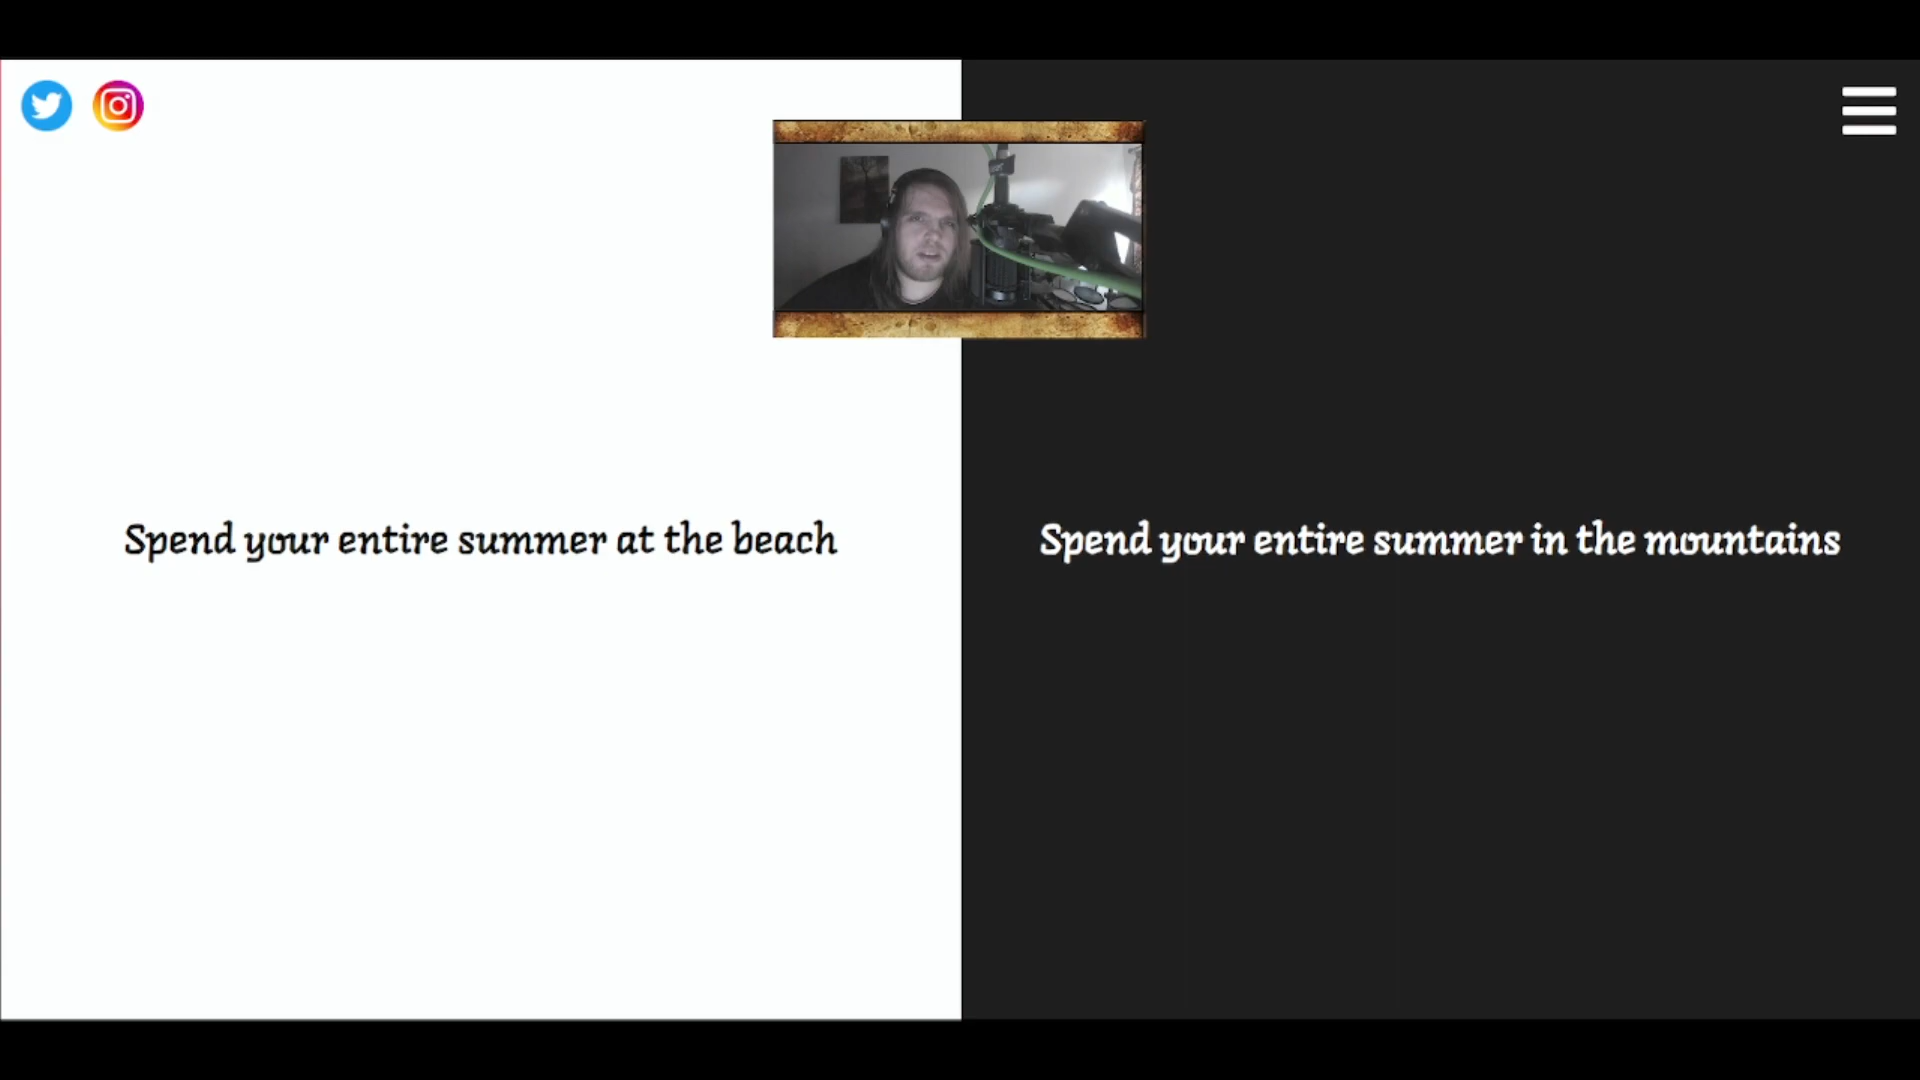 Spend your entire summer at the beach
Spend your entire summer in the mountains